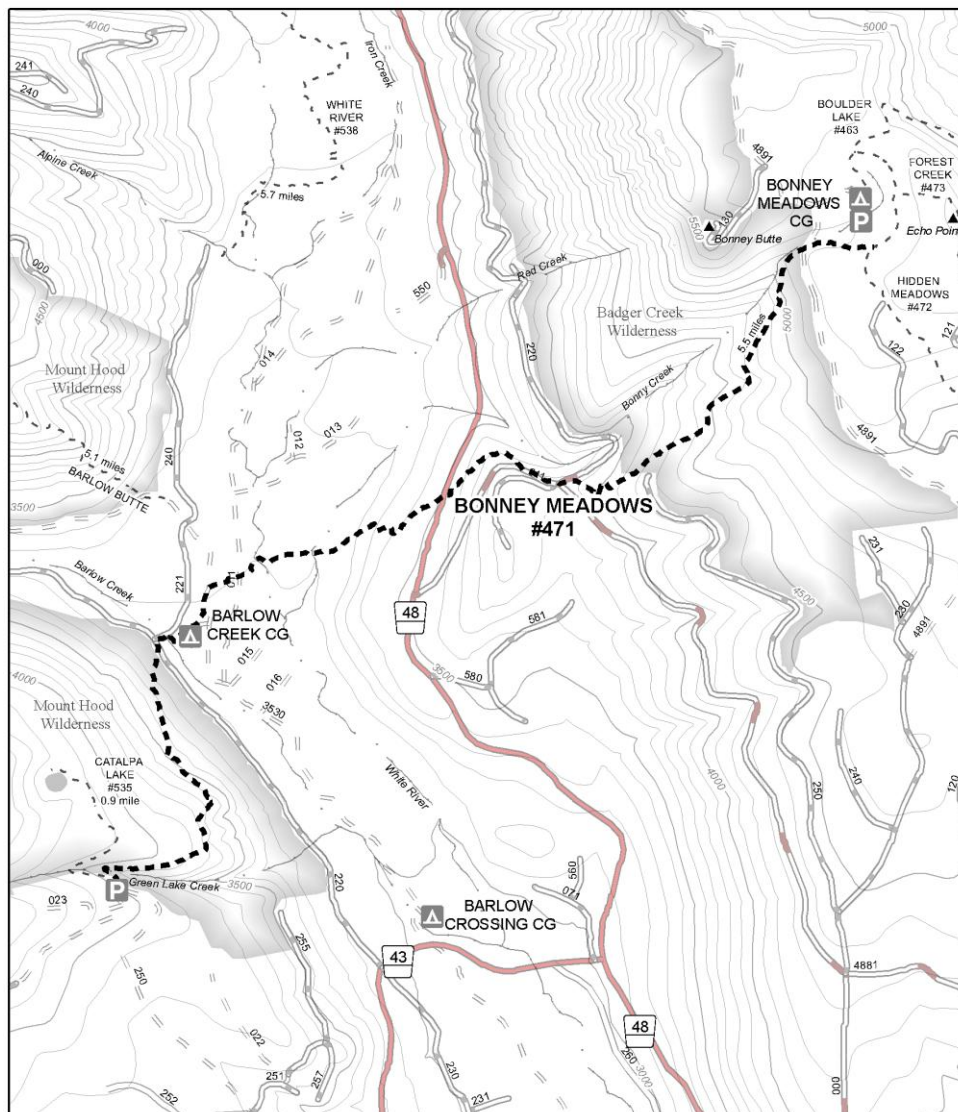 4000
5000
241
240
Iron Creek
WHITE
RIVER
#538
BOULDER
LAKE
#463
Alpine Creek
4891
FOREST
CREEK
#473
5.7 miles
BONNEY
MEADOWS
CG
P
5500
130
Bonney Butte
Echo Poin
000
Red Creek
550
4500
HIDDEN
MEADOWS
#472
Badger Creek
Wilderness
5000
5.5 miles
014
220
122
121
Mount Hood
Wilderness
Bonny Creek
012
013
240
4891
5.1 miles
BARLOW BUTTE
3500
BONNEY MEADOWS
#471
231
Barlow Creek
221
4500
230
4891
BARLOW
CREEK CG
48
581
015
016
3500
580
4000
3530
Mount Hood
Wilderness
CATALPA
LAKE
#535
0.9 mile
White River
4000
250
240
120
P
Green Lake Creek
3500
220
560
071
023
BARLOW
CROSSING CG
255
43
4881
250
022
48
260
3000
251
257
230
231
252
000